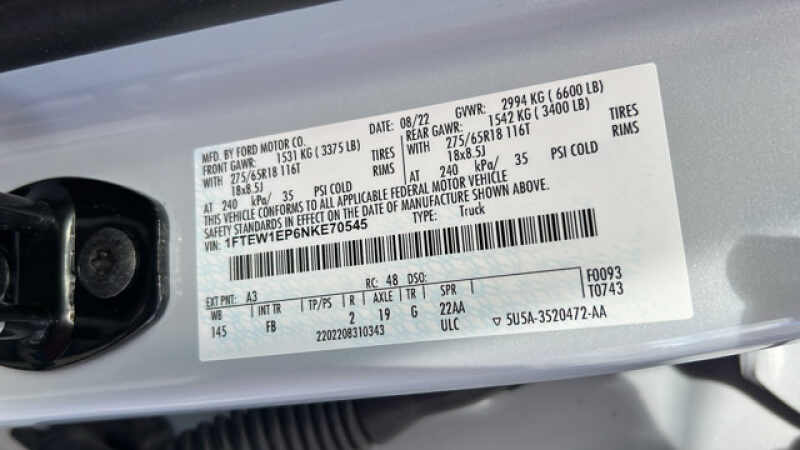 MFD. BY FORD MOTOR CO. DATE: 08/22 GVWR: 2994 KG ( 6600 LB)
FRONT GAWR: 1531 KG ( 3375 LB) REAR GAWR: 1542 KG ( 3400 LB)
WITH 275/65R18 116T TIRES 275/65R18 116T TIRES
18x8.5J RIMS 18x8.5J RIMS
AT 240 kPa/ 35 PSI COLD AT 240 kPa/ 35 PSI COLD
THIS VEHICLE CONFORMS TO ALL APPLICABLE FEDERAL MOTOR VEHICLE
SAFETY STANDARDS IN EFFECT ON THE DATE OF MANUFACTURE SHOWN ABOVE.
VIN: 1FTEW1EP6NKE70545 TYPE: Truck
EXT PNT: A3 RC: 48 DSO: F0093
WB INT TR TP/PS R AXLE TR SPR T0743
145 FB 2 19 G 22AA
2202208310343 ULC ▽ 5U5A-3520472-AA